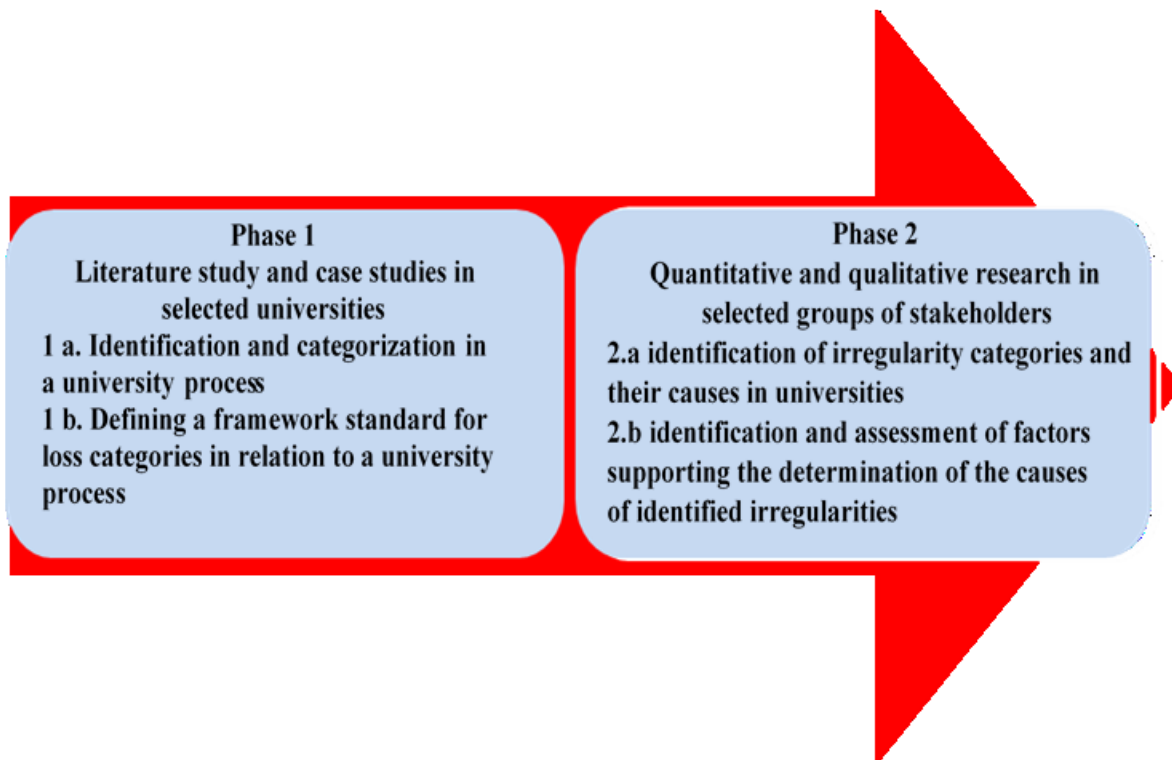 Phase 1
Literature study and case studies in
selected universities
1 a. Identification and categorization in
a university process
1 b. Defining a framework standard for
loss categories in relation to a university
process
Phase 2
Quantitative and qualitative research in
selected groups of stakeholders
2.a identification of irregularity categories and
their causes in universities
2.b identification and assessment of factors
supporting the determination of the causes
of identified irregularities